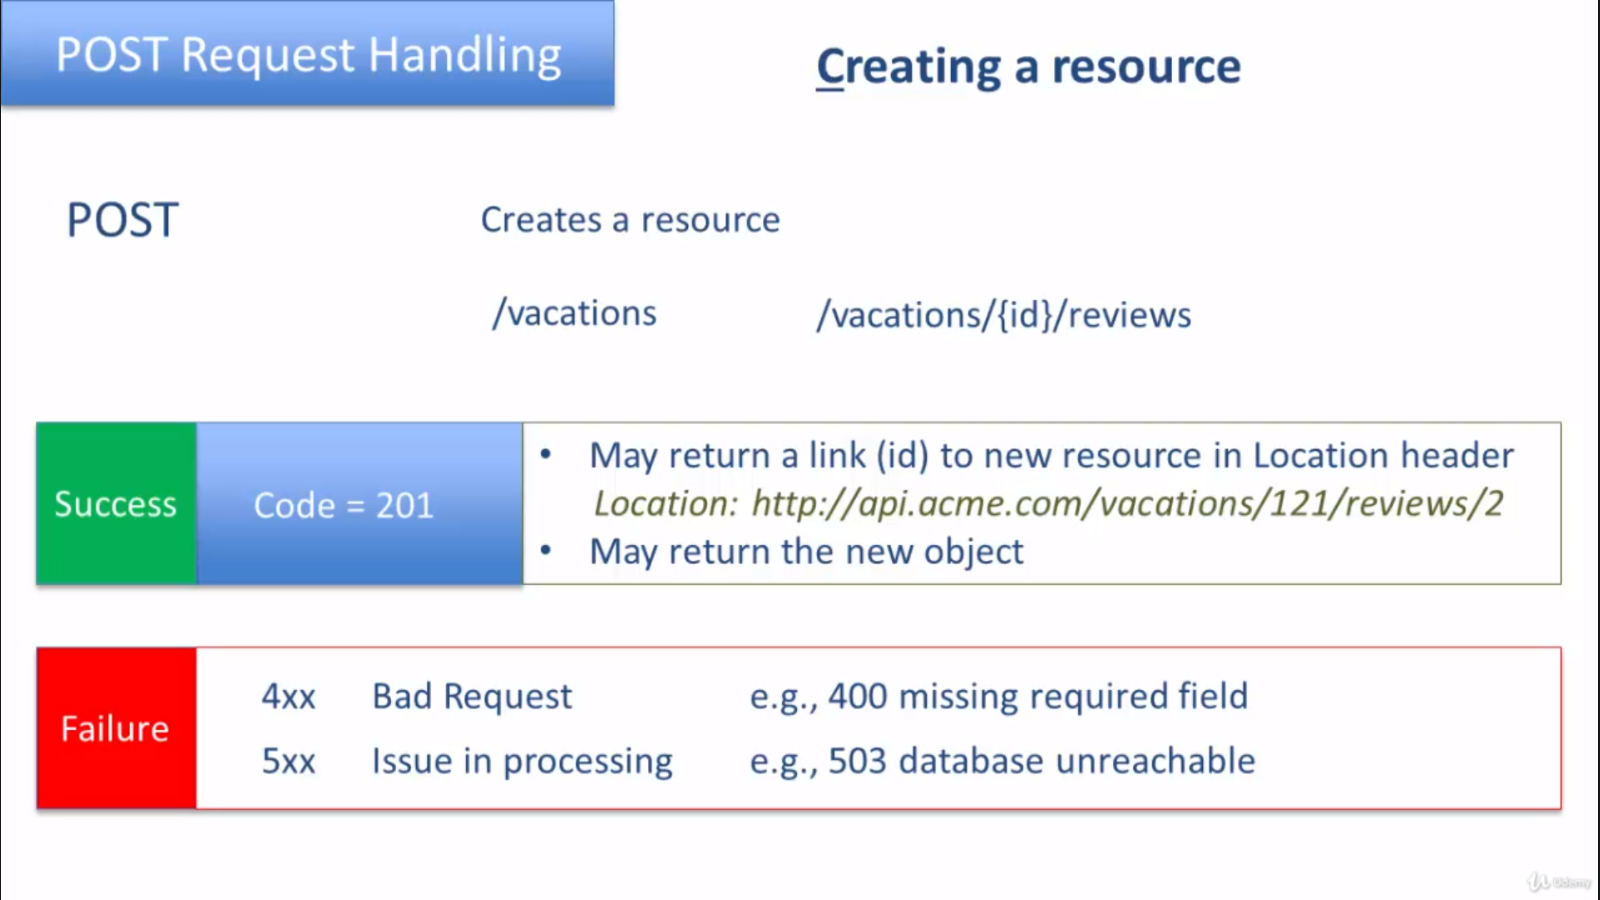 POST Request Handling
Creating a resource
POST
Creates a resource
/vacations
/vacations/{id}/reviews
Success
Code = 201
• May return a link (id) to new resource in Location header
Location: http://api.acme.com/vacations/121/reviews/2
• May return the new object
Failure
4xx Bad Request e.g., 400 missing required field
5xx Issue in processing e.g., 503 database unreachable
Udemy